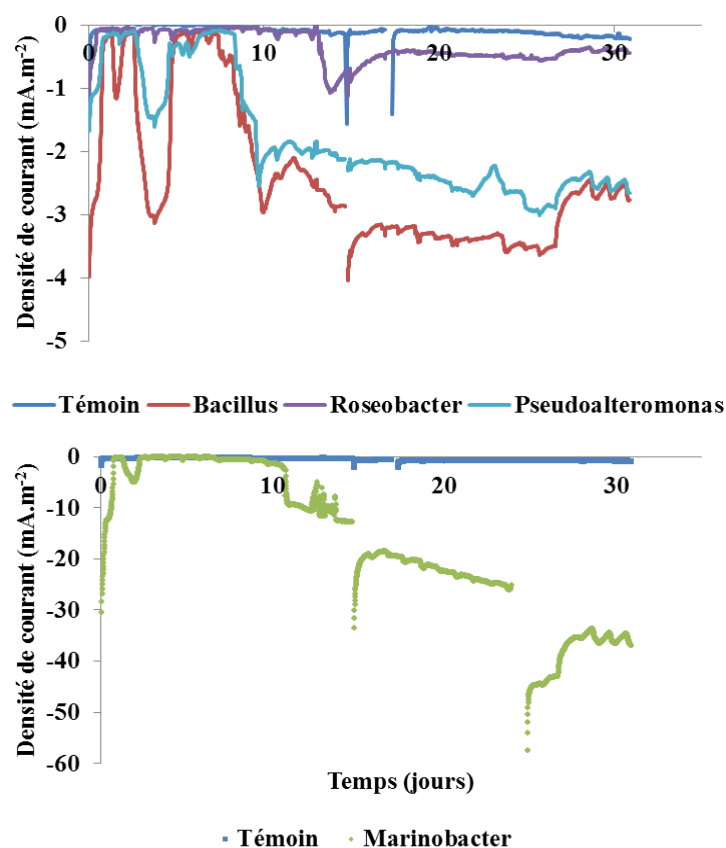 Densité de courant (mA.m-2)
0
-1
-2
-3
-4
-5
0 10 20 30
Témoin Bacillus Roseobacter Pseudoalteromonas
Densité de courant (mA.m-2)
0
-10
-20
-30
-40
-50
-60
0 10 20 30
Temps (jours)
Témoin Marinobacter